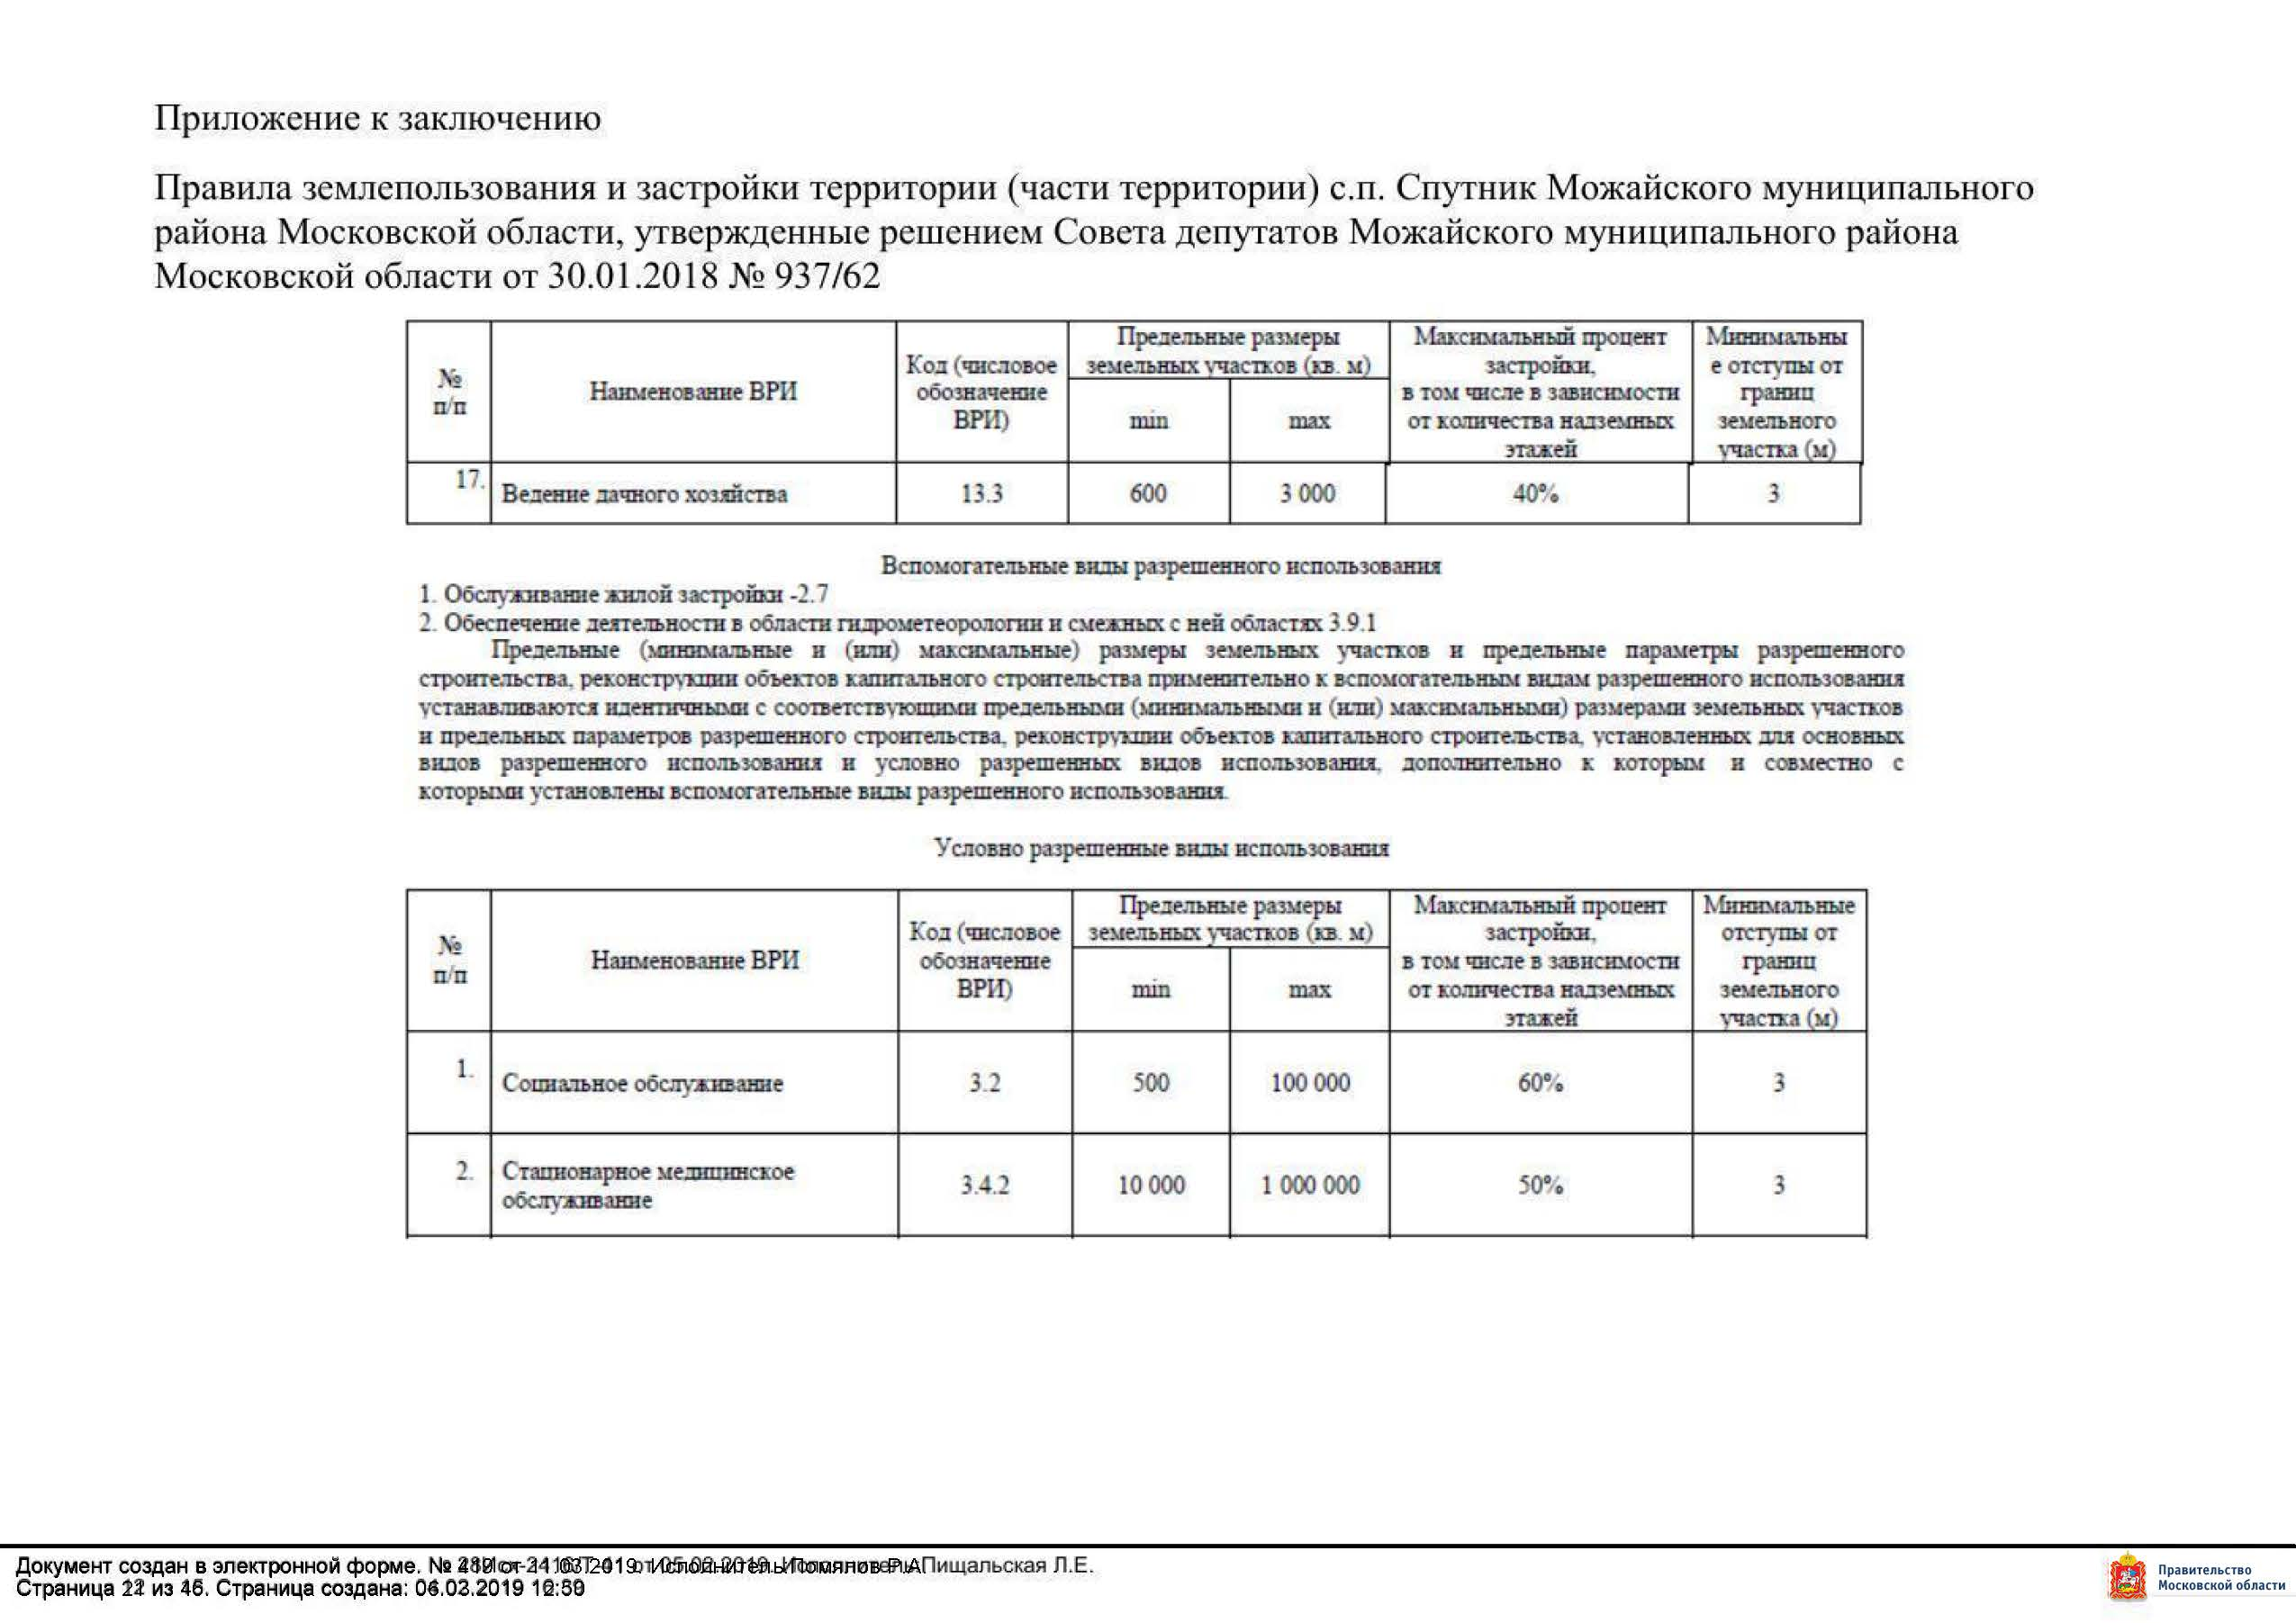 Приложение к заключению
Правила землепользования и застройки территории (части территории) с.п. Спутник Можайского муниципального
района Московской области, утвержденные решением Совета депутатов Можайского муниципального района
Московской области от 30.01.2018 № 937/62
№ п/п
Наименование ВРИ
Код (числовое обозначение ВРИ)
Предельные размеры земельных участков (кв. м)
min
max
Максимальный процент застройки, в том числе в зависимости от количества надземных этажей
Минимальны е отступы от границ земельного участка (м)
17. Ведение дачного хозяйства 13.3 600 3 000 40% 3
Вспомогательные виды разрешенного использования
1. Обслуживание жилой застройки -2.7
2. Обеспечение деятельности в области гидрометеорологии и смежных с ней областях 3.9.1
Предельные (минимальные и (или) максимальные) размеры земельных участков и предельные параметры разрешенного
строительства, реконструкции объектов капитального строительства применительно к вспомогательным видам разрешенного использования
устанавливаются идентичными с соответствующими предельными (минимальными и (или) максимальными) размерами земельных участков
и предельных параметров разрешенного строительства, реконструкции объектов капитального строительства, установленных для основных
видов разрешенного использования и условно разрешенных видов использования, дополнительно к которым и совместно с
которыми установлены вспомогательные виды разрешенного использования.
Условно разрешенные виды использования
№ п/п
Наименование ВРИ
Код (числовое обозначение ВРИ)
Предельные размеры земельных участков (кв. м)
min
max
Максимальный процент застройки, в том числе в зависимости от количества надземных этажей
Минимальные отступы от границ земельного участка (м)
1. Социальное обслуживание 3.2 500 100 000 60% 3
2. Стационарное медицинское обслуживание 3.4.2 10 000 1 000 000 50% 3
Документ создан в электронной форме. № Пищальская Л.Е.
Страница из Страница создана:
Правительство
Московской области